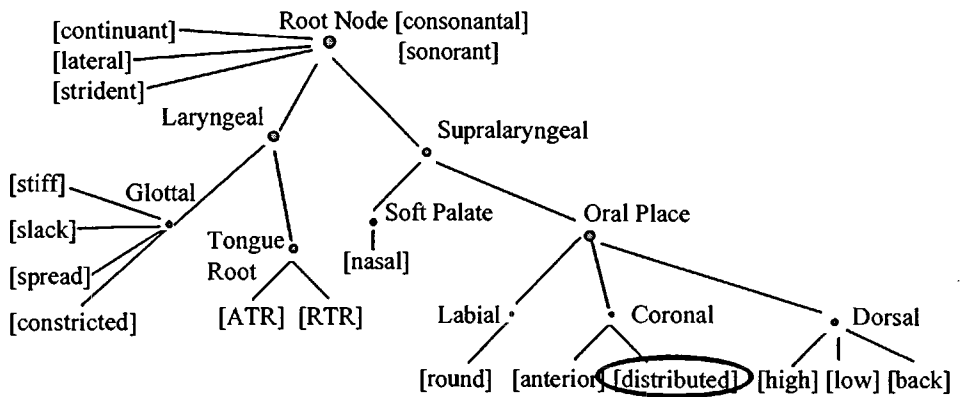 Root Node [consonantal]
[continuant]
[sonorant]
[lateral]
[strident]
Laryngeal
Supralaryngeal
[stiff]
Glottal
Soft Palate
Oral Place
[slack]
Tongue
Root
[nasal]
[spread]
[constricted]
[ATR] [RTR]
Labial
Coronal
Dorsal
[round]
[anterior]
[distributed]
[high] [low] [back]